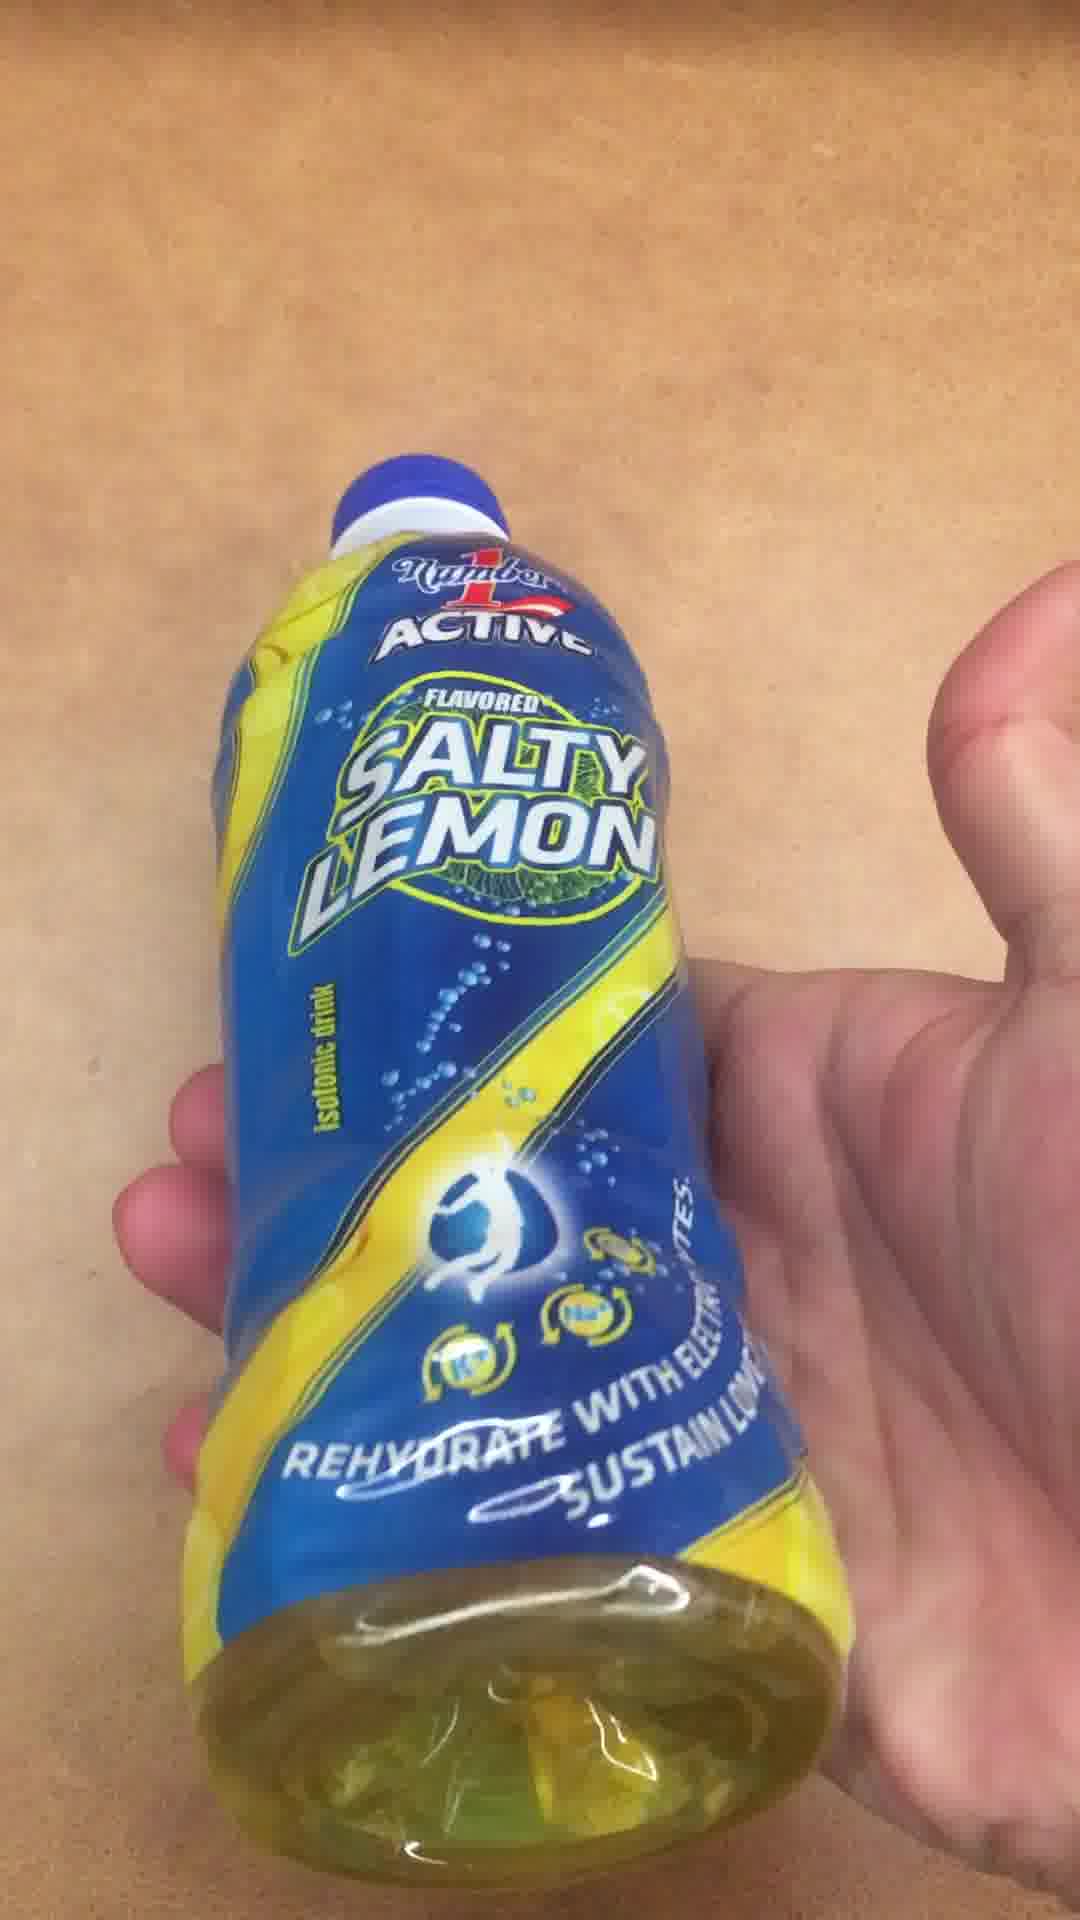 Number 1
ACTIVE
FLAVORED
SALTY
LEMON
Isotonic drink
K+
Na+
REHYDRATE WITH
SUSTAIN